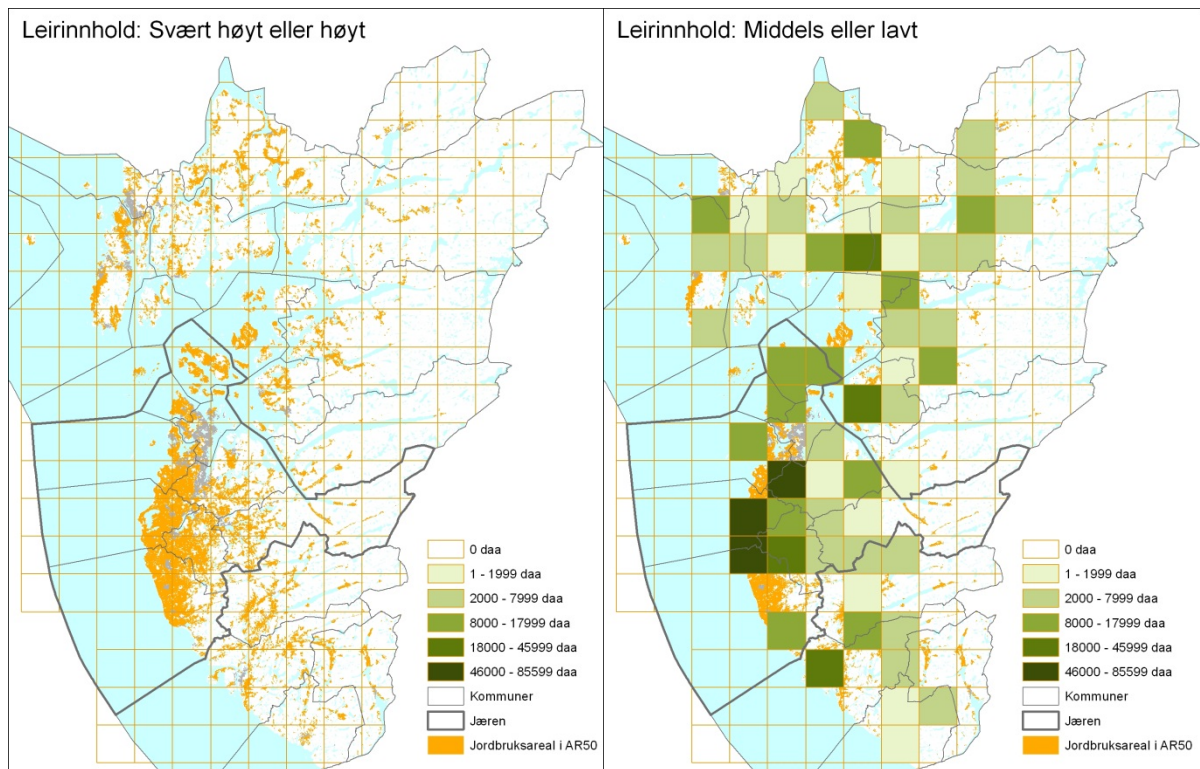 Leirinnhold: Svært høyt eller høyt
0 daa
1 - 1999 daa
2000 - 7999 daa
8000 - 17999 daa
18000 - 45999 daa
46000 - 85599 daa
Kommuner
Jæren
Jordbruksareal i AR50
Leirinnhold: Middels eller lavt
0 daa
1 - 1999 daa
2000 - 7999 daa
8000 - 17999 daa
18000 - 45999 daa
46000 - 85599 daa
Kommuner
Jæren
Jordbruksareal i AR50